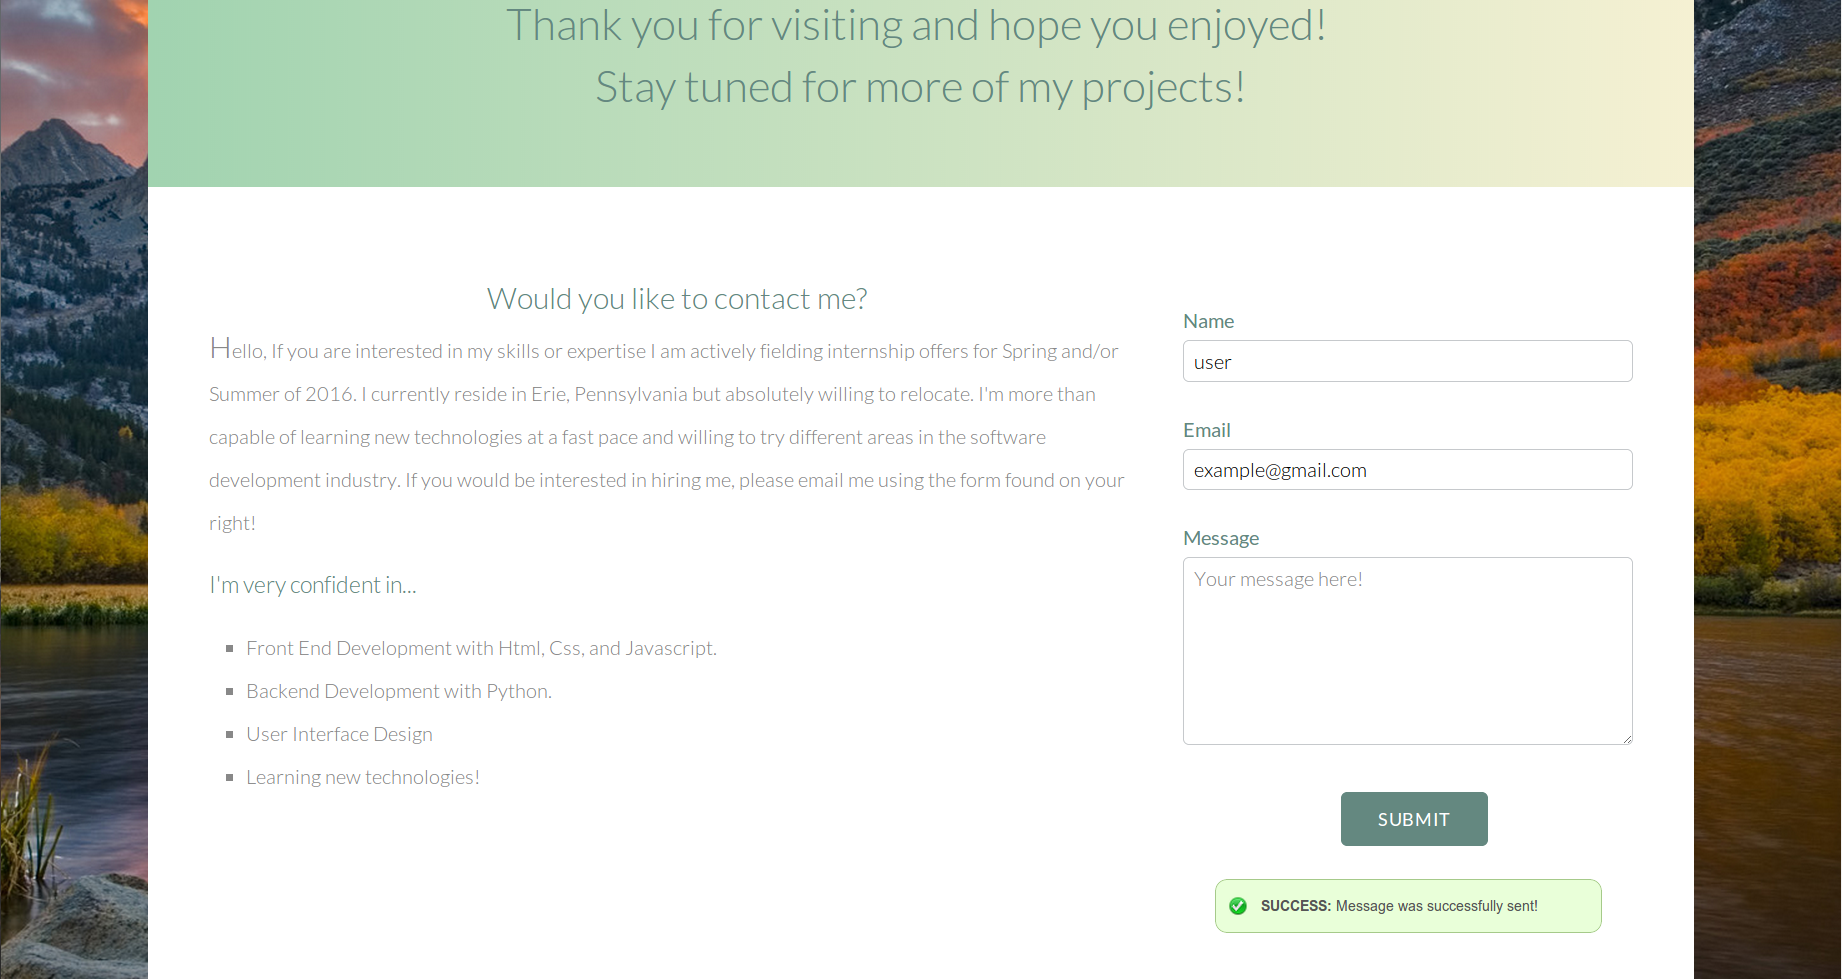 Thank you for visiting and hope you enjoyed!
Stay tuned for more of my projects!
Would you like to contact me?
Hello, If you are interested in my skills or expertise I am actively fielding internship offers for Spring and/or
Summer of 2016. I currently reside in Erie, Pennsylvania but absolutely willing to relocate. I'm more than
capable of learning new technologies at a fast pace and willing to try different areas in the software
development industry. If you would be interested in hiring me, please email me using the form found on your
right!
I'm very confident in...
Front End Development with Html, Css, and Javascript.
Backend Development with Python.
User Interface Design
Learning new technologies!
Name
user
Email
example@gmail.com
Message
Your message here!
SUBMIT
SUCCESS: Message was successfully sent!